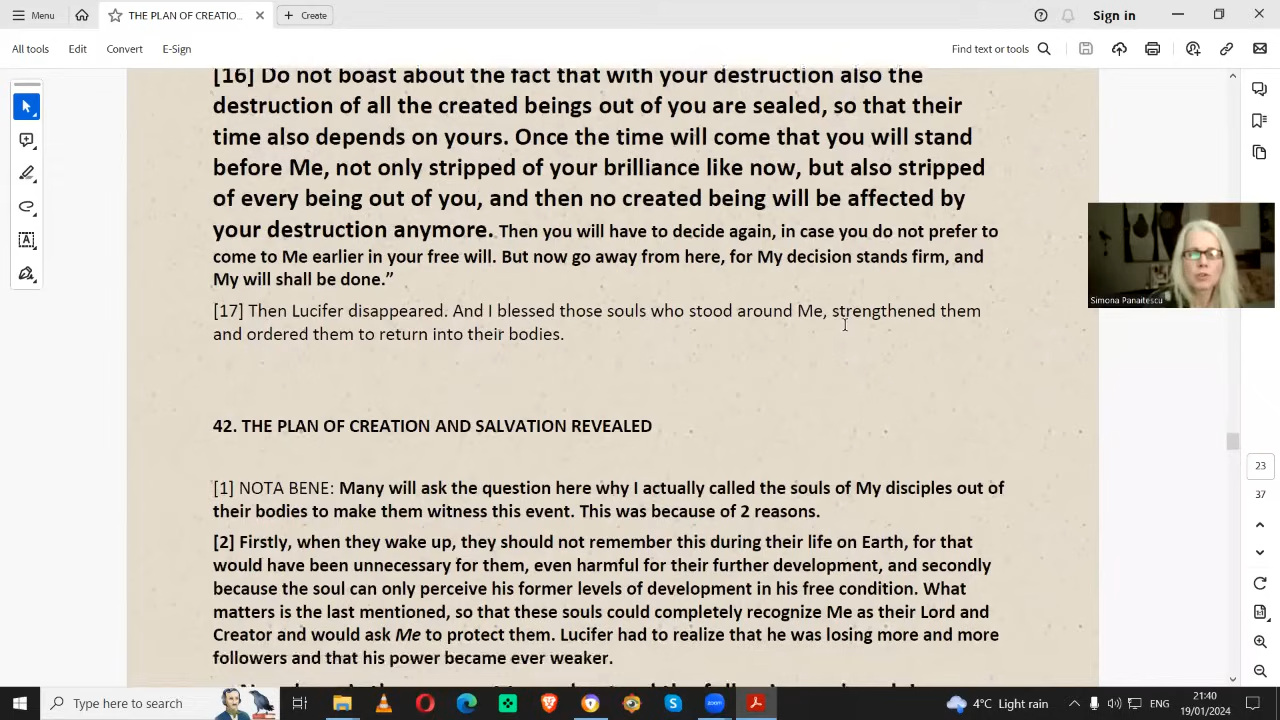 Menu
THE PLAN OF CREATIO...
Create
Sign in
All tools
Edit
Convert
E-Sign
Find text or tools
[16] Do not boast about the fact that with your destruction also the
destruction of all the created beings out of you are sealed, so that their
time also depends on yours. Once the time will come that you will stand
before Me, not only stripped of your brilliance like now, but also stripped
of every being out of you, and then no created being will be affected by
your destruction anymore. Then you will have to decide again, in case you do not prefer to
come to Me earlier in your free will. But now go away from here, for My decision stands firm, and
My will shall be done.”
[17] Then Lucifer disappeared. And I blessed those souls who stood around Me, strengthened them
and ordered them to return into their bodies.
Simona Panaitescu
42. THE PLAN OF CREATION AND SALVATION REVEALED
[1] NOTA BENE: Many will ask the question here why I actually called the souls of My disciples out of
their bodies to make them witness this event. This was because of 2 reasons.
[2] Firstly, when they wake up, they should not remember this during their life on Earth, for that
would have been unnecessary for them, even harmful for their further development, and secondly
because the soul can only perceive his former levels of development in his free condition. What
matters is the last mentioned, so that these souls could completely recognize Me as their Lord and
Creator and would ask Me to protect them. Lucifer had to realize that he was losing more and more
followers and that his power became ever weaker.
23
37
Type here to search
zoom
4°C Light rain
ENG
21:40
19/01/2024